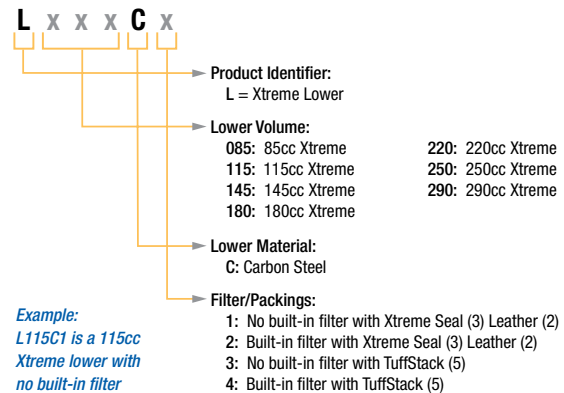 L x x x C x
Product Identifier:
L = Xtreme Lower
Lower Volume:
085: 85cc Xtreme
115: 115cc Xtreme
145: 145cc Xtreme
180: 180cc Xtreme
220: 220cc Xtreme
250: 250cc Xtreme
290: 290cc Xtreme
Lower Material:
C: Carbon Steel
Filter/Packings:
1: No built-in filter with Xtreme Seal (3) Leather (2)
2: Built-in filter with Xtreme Seal (3) Leather (2)
3: No built-in filter with TuffStack (5)
4: Built-in filter with TuffStack (5)
Example:
L115C1 is a 115cc
Xtreme lower with
no built-in filter